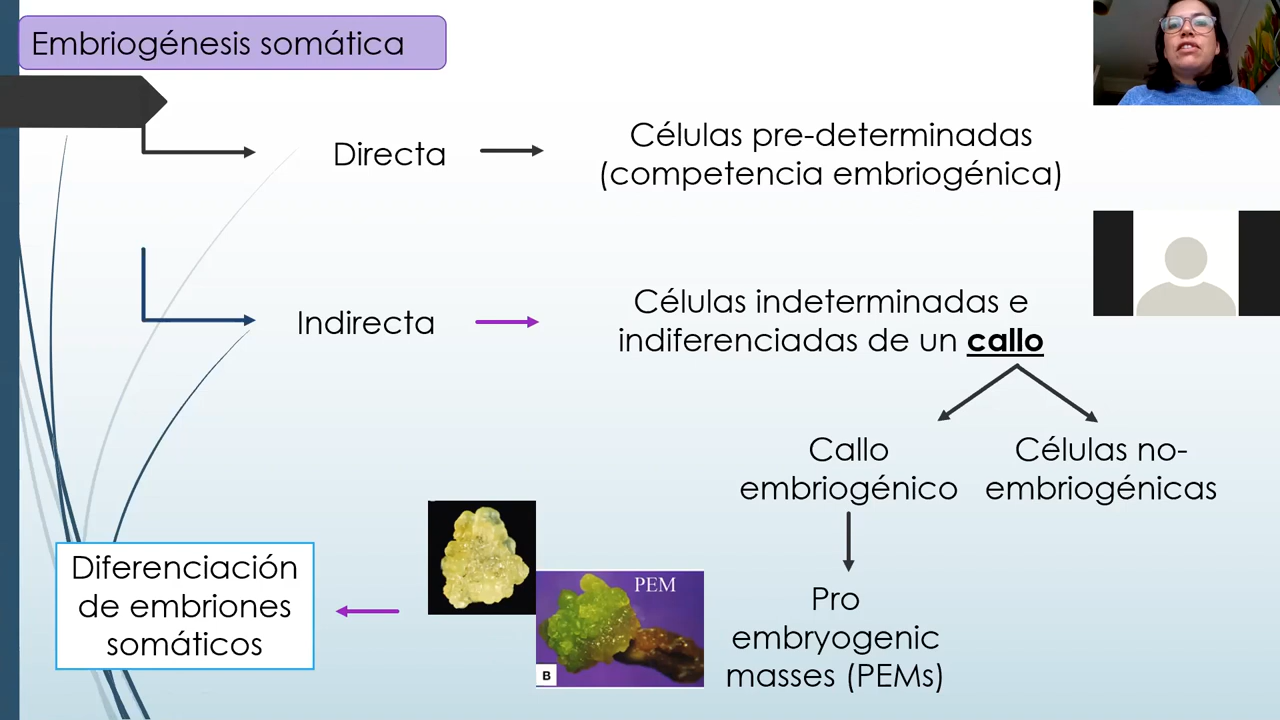 Embriogénesis somática
Directa
Células pre-determinadas
(competencia embriogénica)
Indirecta
Células indeterminadas e
indiferenciadas de un callo
Callo
embriogénico
Células no-
embriogénicas
Pro
embryogenic
masses (PEMs)
PEM
B
Diferenciación
de embriones
somáticos